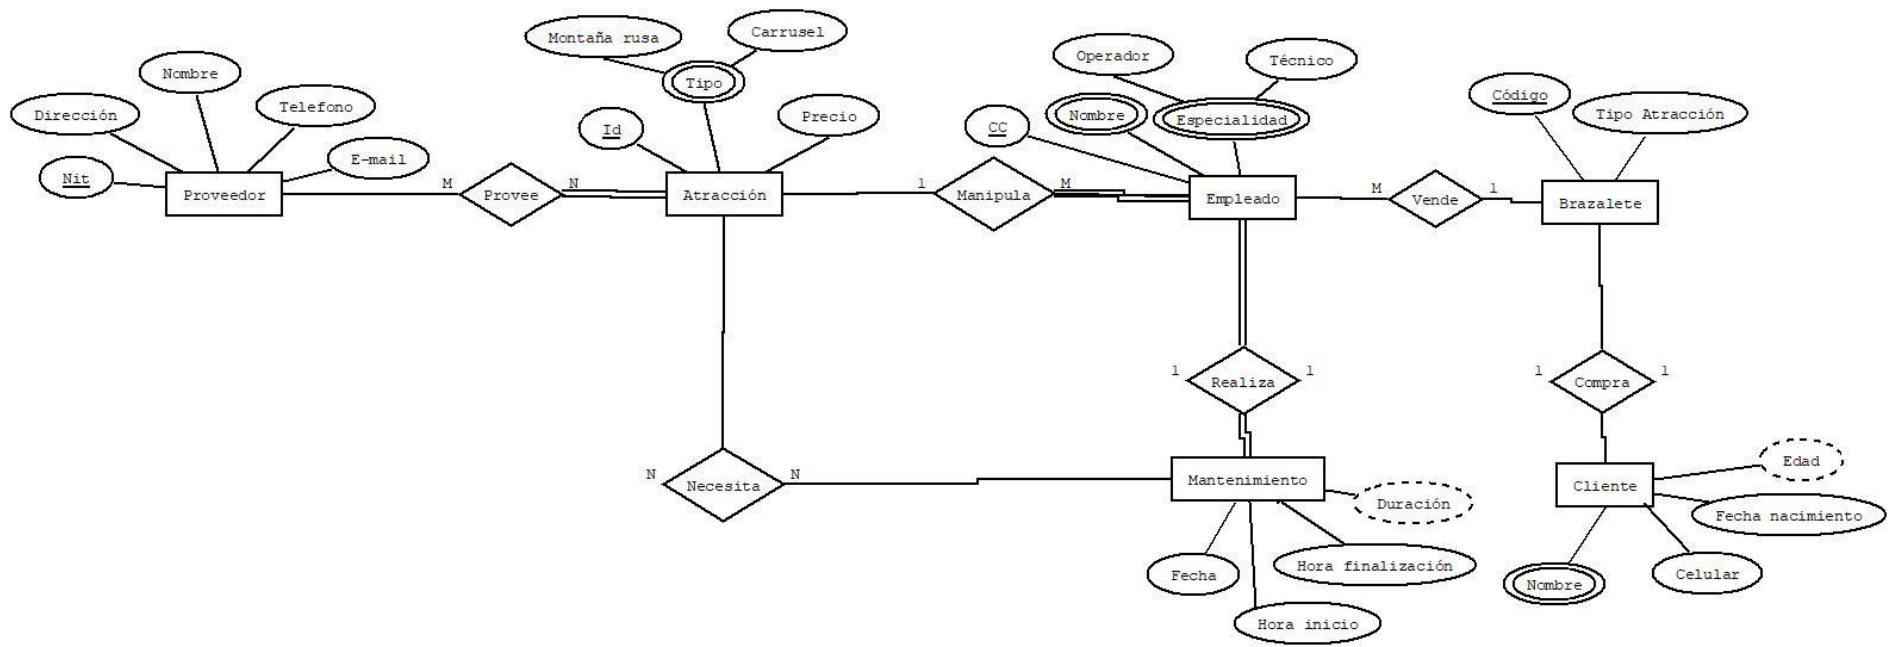 Montaña rusa
Carrusel
Tipo
Nombre
Dirección
Telefono
Nit
E-mail
Proveedor
M
Provee
N
Id
Precio
Atracción
1
Manipula
M
Operador
Técnico
Nombre
Especialidad
CC
Empleado
M
Vende
1
Código
Tipo Atracción
Brazalete
1
Realiza
1
1
Compra
1
N
Necesita
N
Mantenimiento
Duración
Fecha
Hora finalización
Hora inicio
Cliente
Edad
Fecha nacimiento
Celular
Nombre